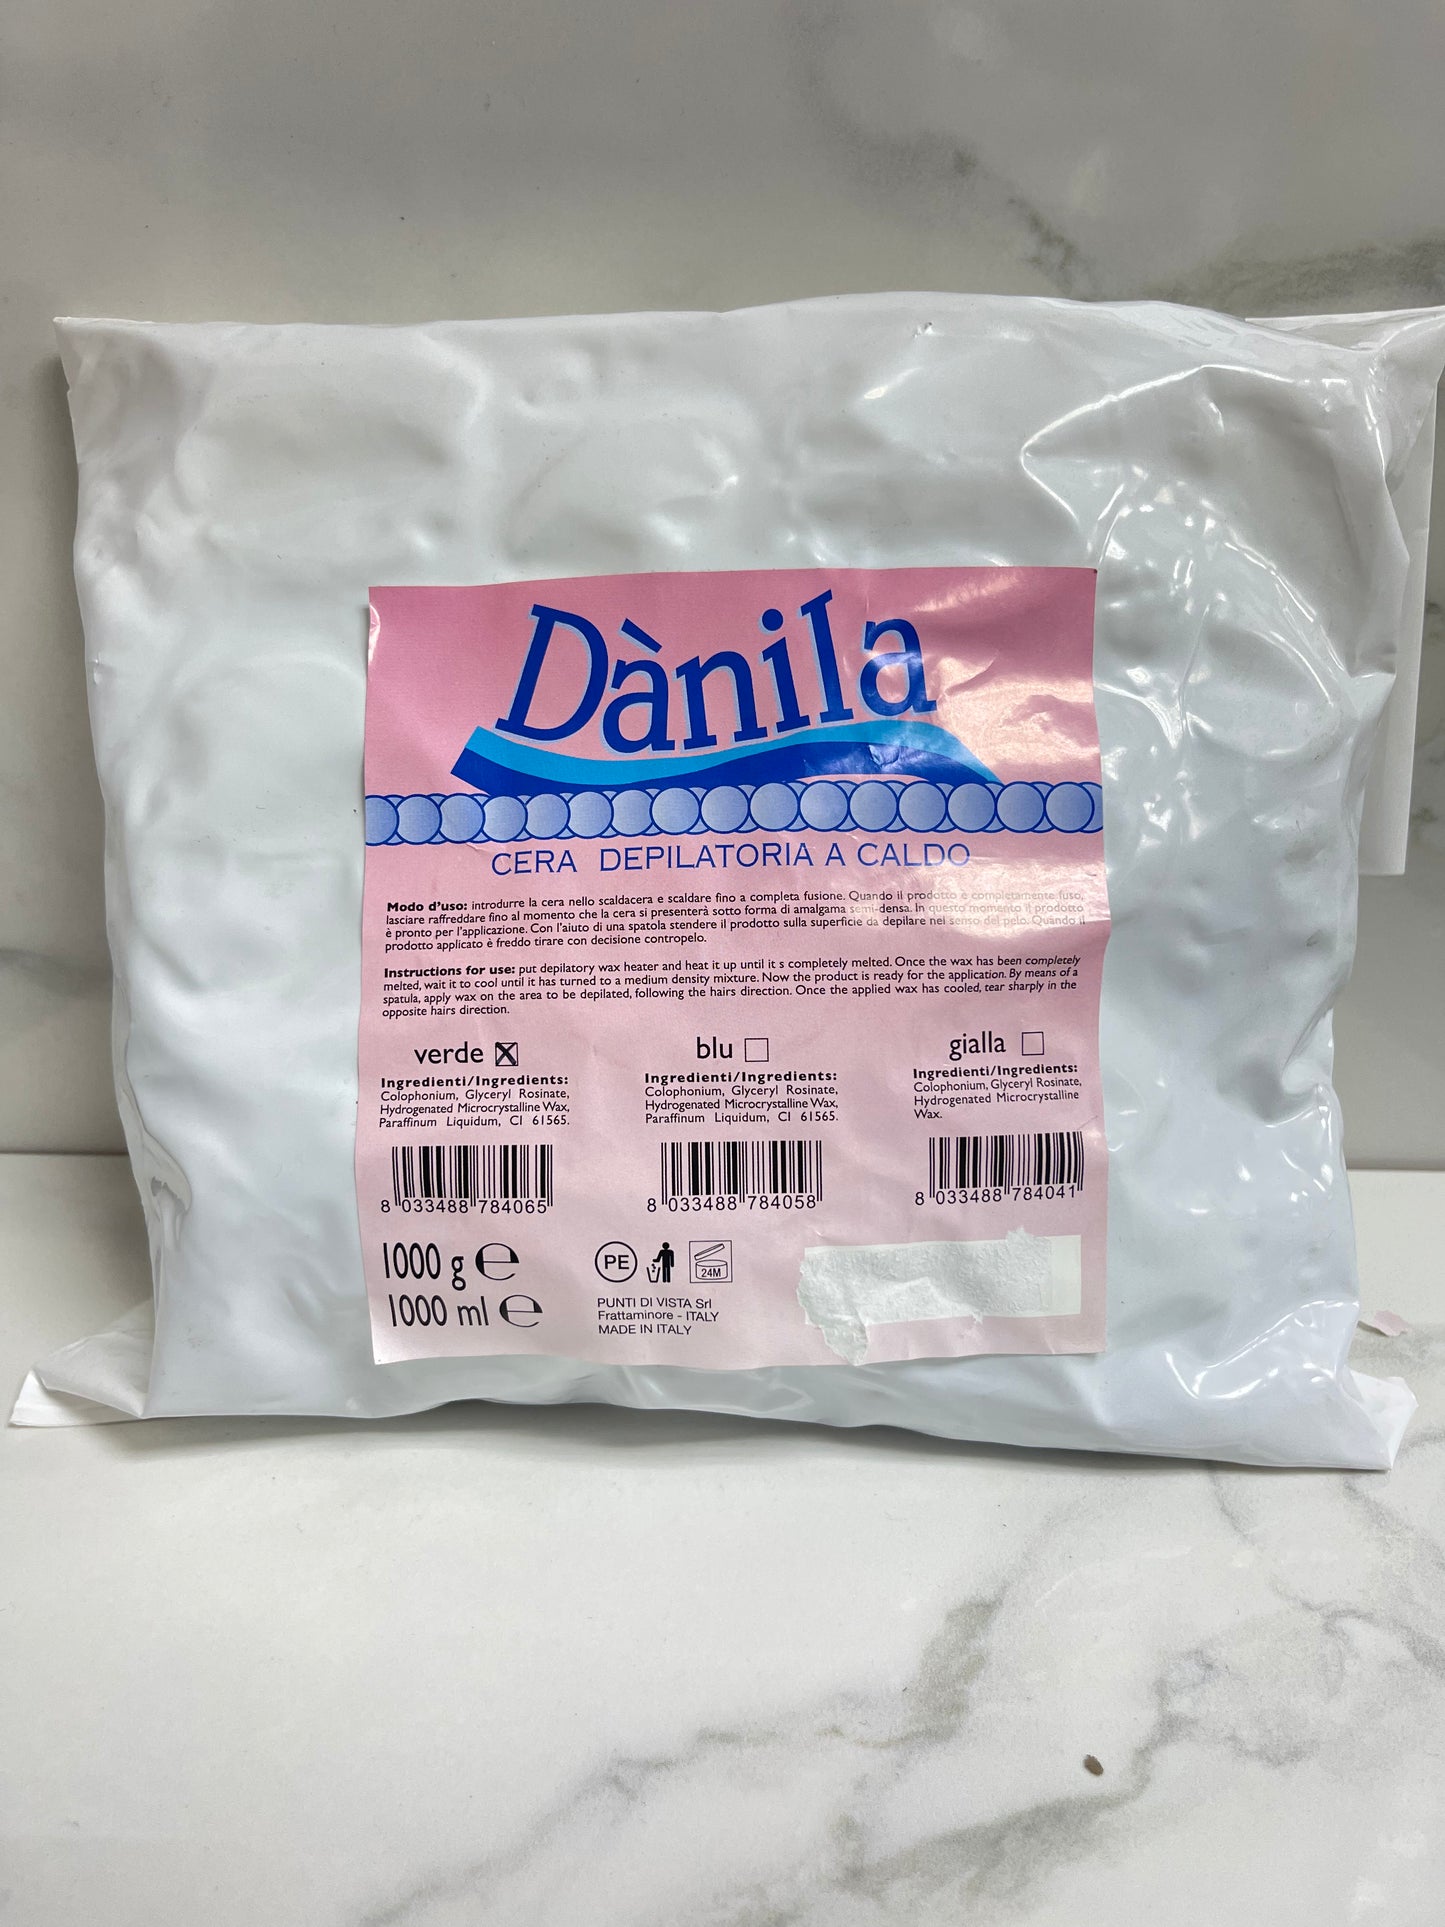 Dànila
CERA DEPILATORIA A CALDO
Modo d'uso: introdurre la cera nello scaldacera e scaldare fino a completa fusione. Quando il prodotto è completamente fuso,
lasciare raffreddare fino al momento che la cera si presenterà sotto forma di amalgama semi-densa. In questo momento il prodotto
è pronto per l'applicazione. Con l'aiuto di una spatola stendere il prodotto sulla superficie da depilare nel senso del pelo. Quando il
prodotto applicato è freddo tirare con decisione contropelo.
Instructions for use: put depilatory wax heater and heat it up until it s completely melted. Once the wax has been completely
melted, wait it to cool until it has turned to a medium density mixture. Now the product is ready for the application. By means of a
spatula, apply wax on the area to be depilated, following the hairs direction. Once the applied wax has cooled, tear sharply in the
opposite hairs direction.
verde X
Ingredienti/Ingredients:
Colophonium, Glyceryl Rosinate,
Hydrogenated Microcrystalline Wax,
Paraffinum Liquidum, CI 61565.
8 033488 784065
blu
Ingredienti/Ingredients:
Colophonium, Glyceryl Rosinate,
Hydrogenated Microcrystalline Wax,
Paraffinum Liquidum, CI 61565.
8 033488 784058
gialla
Ingredienti/Ingredients:
Colophonium, Glyceryl Rosinate,
Hydrogenated Microcrystalline
Wax.
8 033488 784041
1000 g ℮
1000 ml ℮
PE
24M
PUNTI DI VISTA Srl
Frattaminore - ITALY
MADE IN ITALY